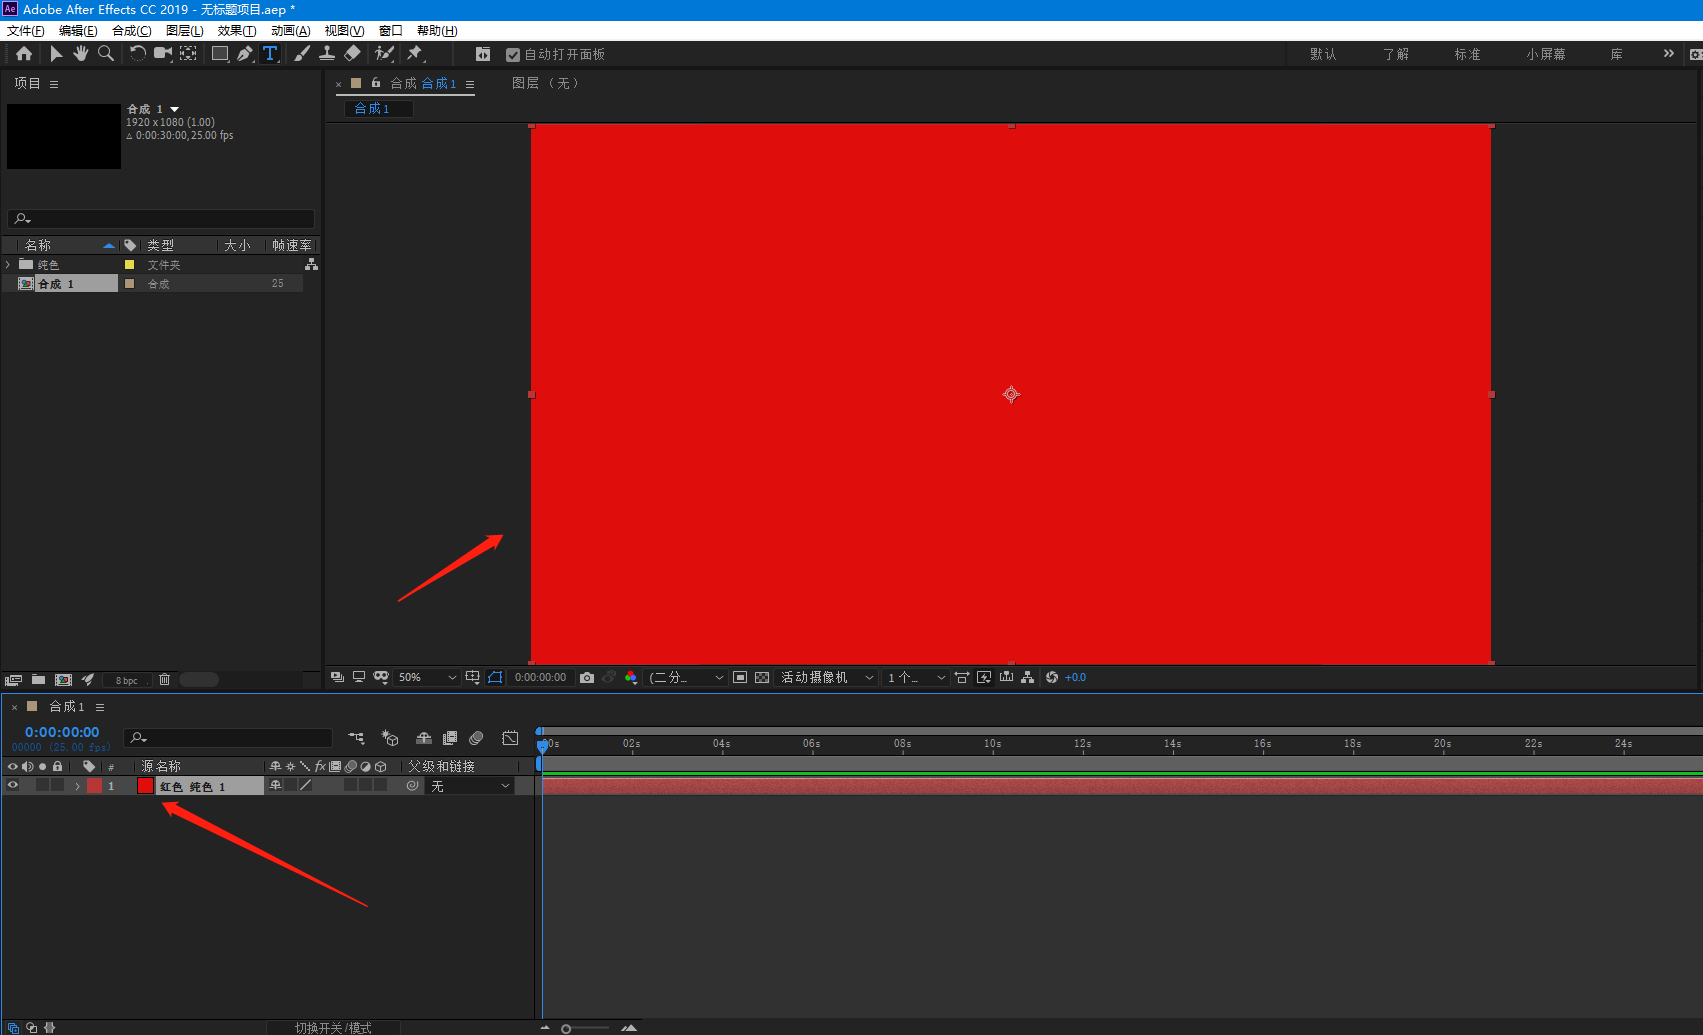 Ae Adobe After Effects CC 2019 - 无标题项目.aep *
文件(F) 编辑(E) 合成(C) 图层(L) 效果(T) 动画(A) 视图(V) 窗口 帮助(H)
T 自动打开面板 默认 了解 标准 小屏幕 库 »
项目
合成 1
1920 x 1080 (1.00)
△ 0:00:30:00, 25.00 fps
× 合成 合成 1 图层 (无)
合成 1
名称 类型 大小 帧速率
纯色 文件夹
合成 1 合成 25
8 bpc
50% 0:00:00:00 (二分... 活动摄像机 1 个... +0.0
× 合成 1
0:00:00:00
00000 (25.00 fps)
00s 02s 04s 06s 08s 10s 12s 14s 16s 18s 20s 22s 24s
# 源名称 fx 父级和链接
1 红色 纯色 1 无
切换开关/模式